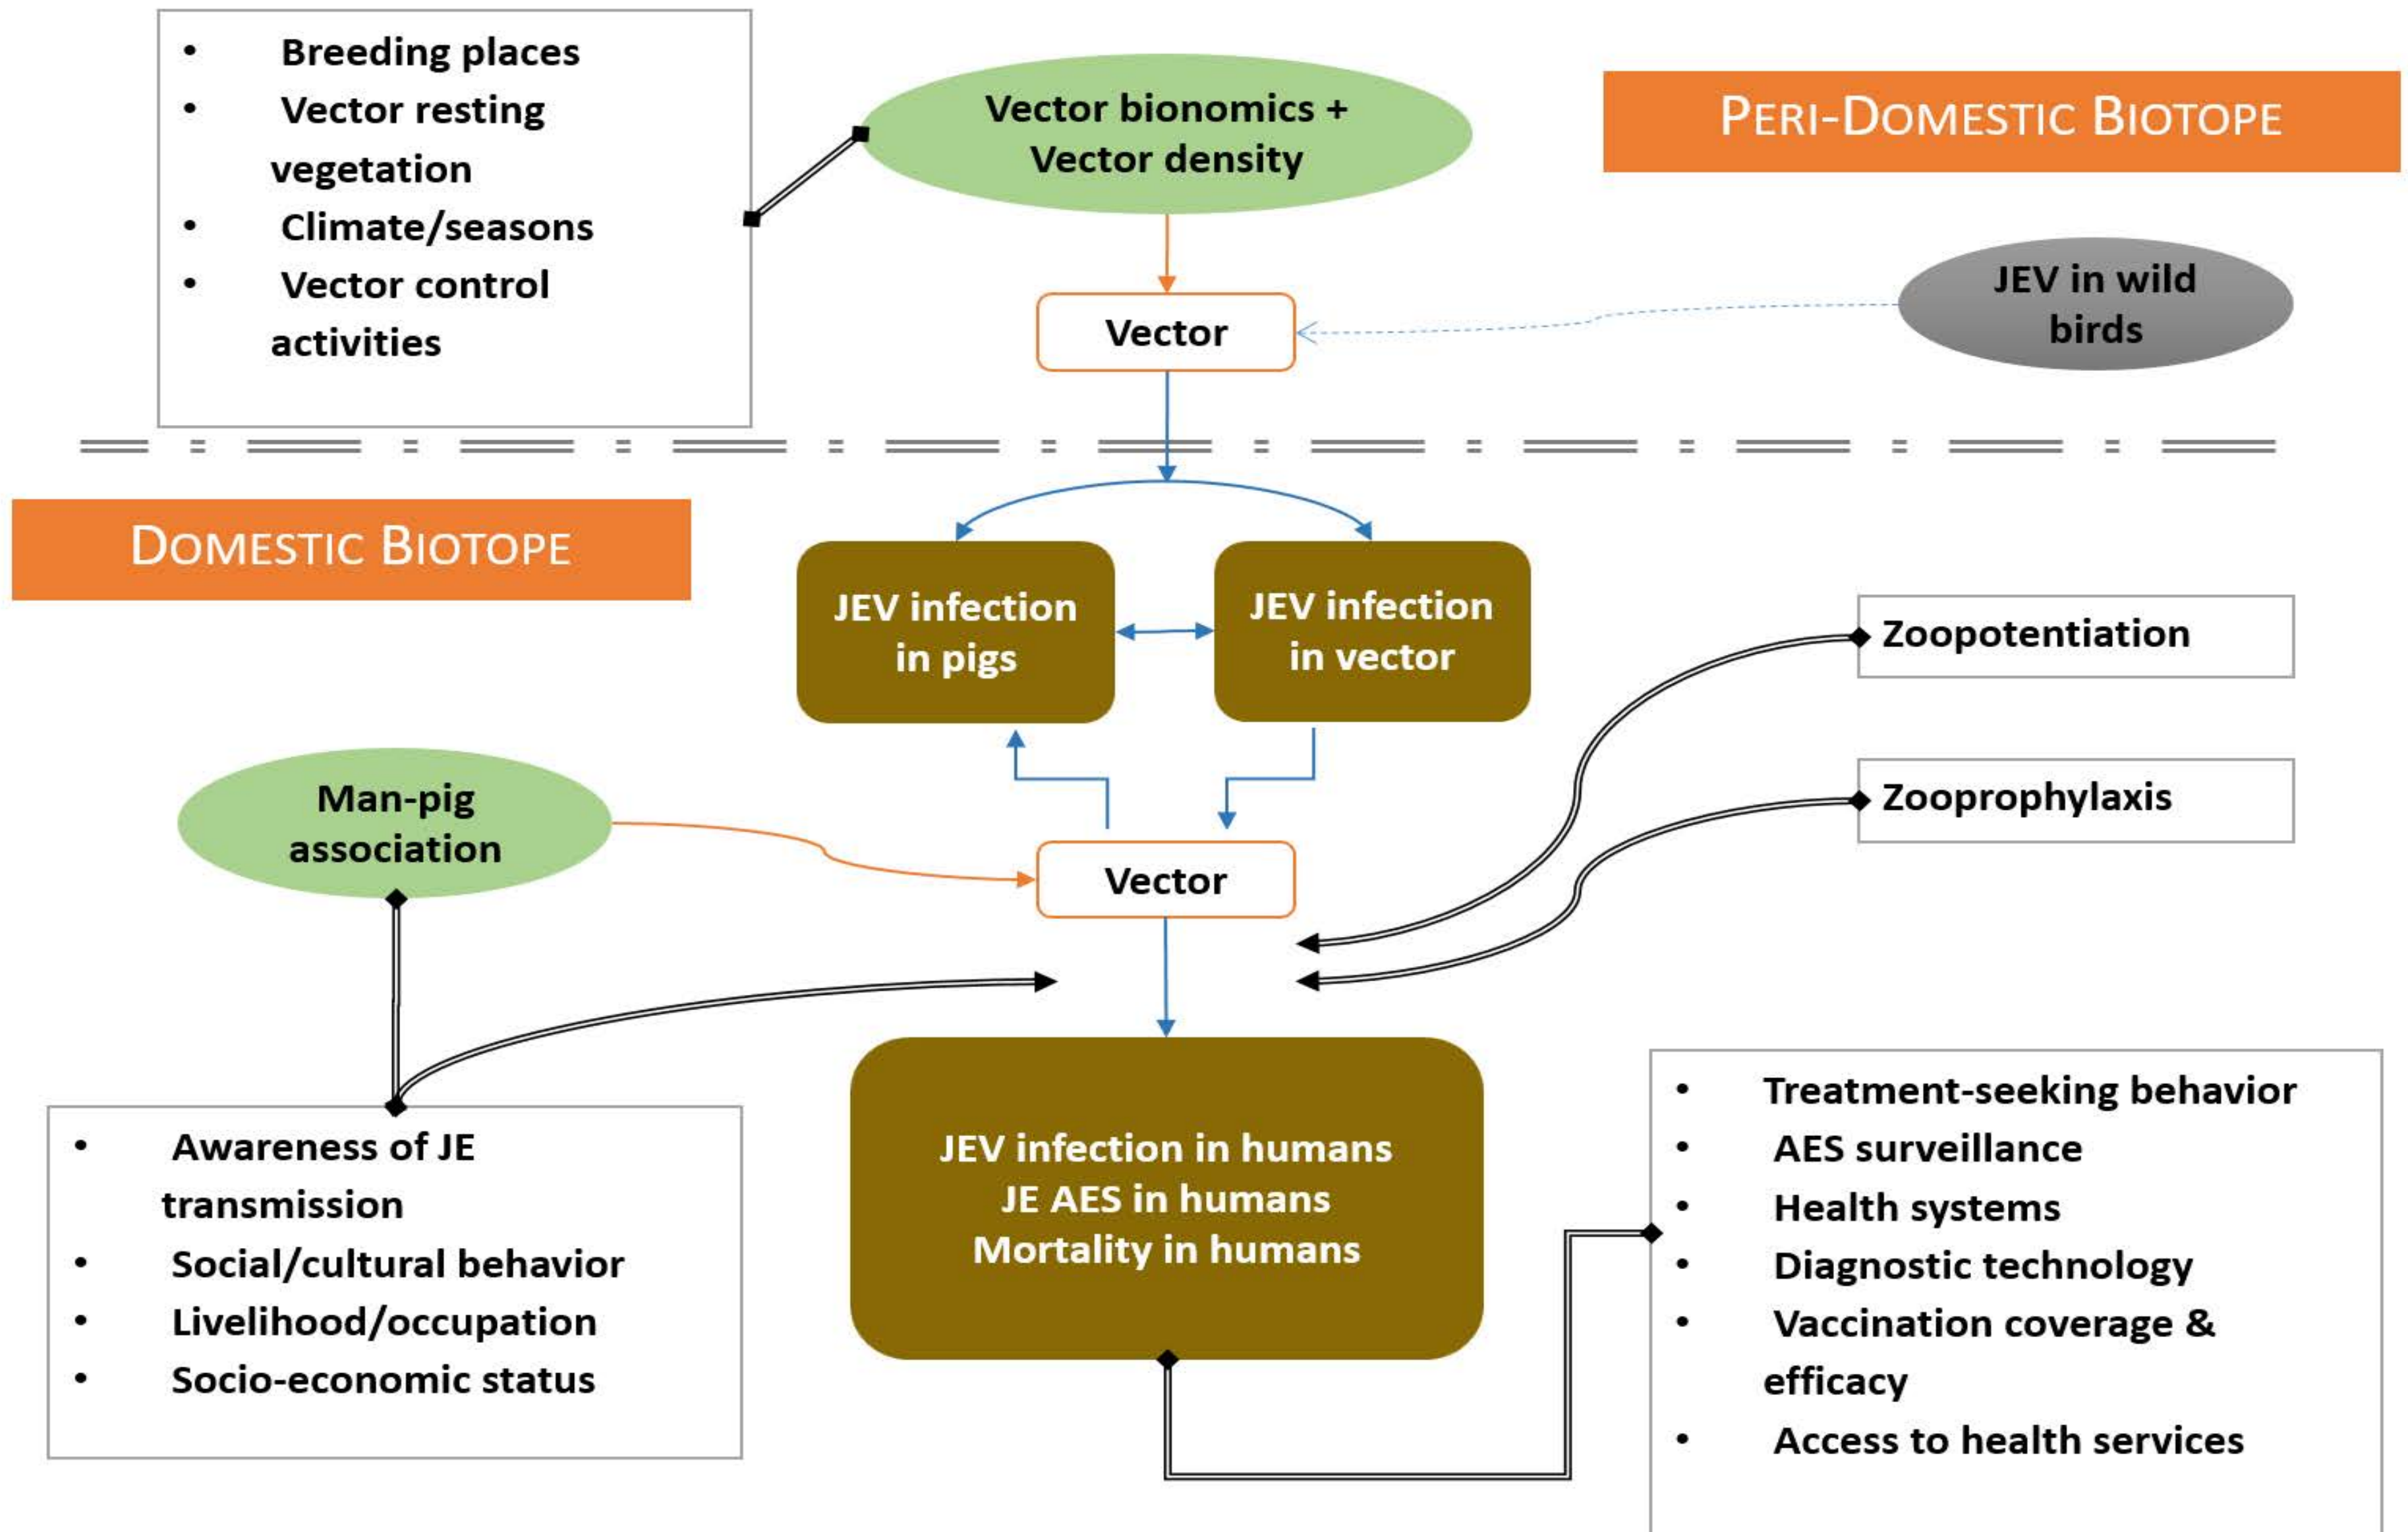 • Breeding places
• Vector resting
vegetation
• Climate/seasons
• Vector control
activities
Vector bionomics +
Vector density
PERI-DOMESTIC BIOTOPE
JEV in wild
birds
Vector
DOMESTIC BIOTOPE
JEV infection
in pigs
JEV infection
in vector
Zoopotentiation
Zooprophylaxis
Man-pig
association
Vector
• Awareness of JE
transmission
• Social/cultural behavior
• Livelihood/occupation
• Socio-economic status
JEV infection in humans
JE AES in humans
Mortality in humans
• Treatment-seeking behavior
• AES surveillance
• Health systems
• Diagnostic technology
• Vaccination coverage &
efficacy
• Access to health services